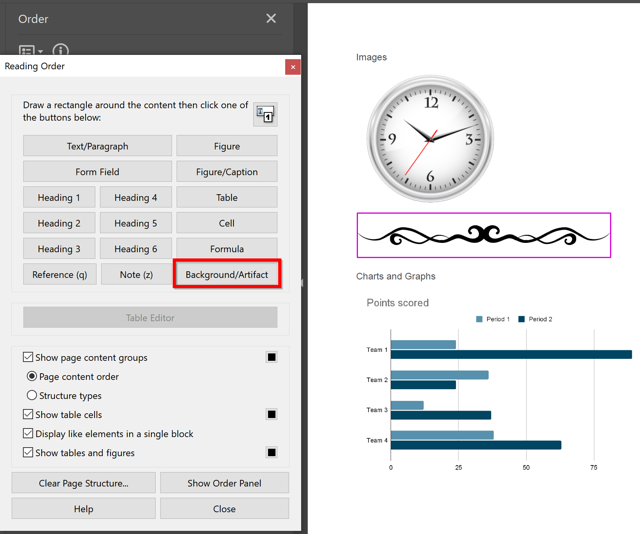 Order
Reading Order
Draw a rectangle around the content then click one of
the buttons below:
1
Text/Paragraph
Figure
Form Field
Figure/Caption
Heading 1
Heading 4
Table
Heading 2
Heading 5
Cell
Heading 3
Heading 6
Formula
Reference (q)
Note (z)
Background/Artifact
Table Editor
Show page content groups
Page content order
Structure types
Show table cells
Display like elements in a single block
Show tables and figures
Clear Page Structure...
Show Order Panel
Help
Close
Images
12
9
3
6
Charts and Graphs
Points scored
Period 1
Period 2
Team 1
Team 2
Team 3
Team 4
0
25
50
75